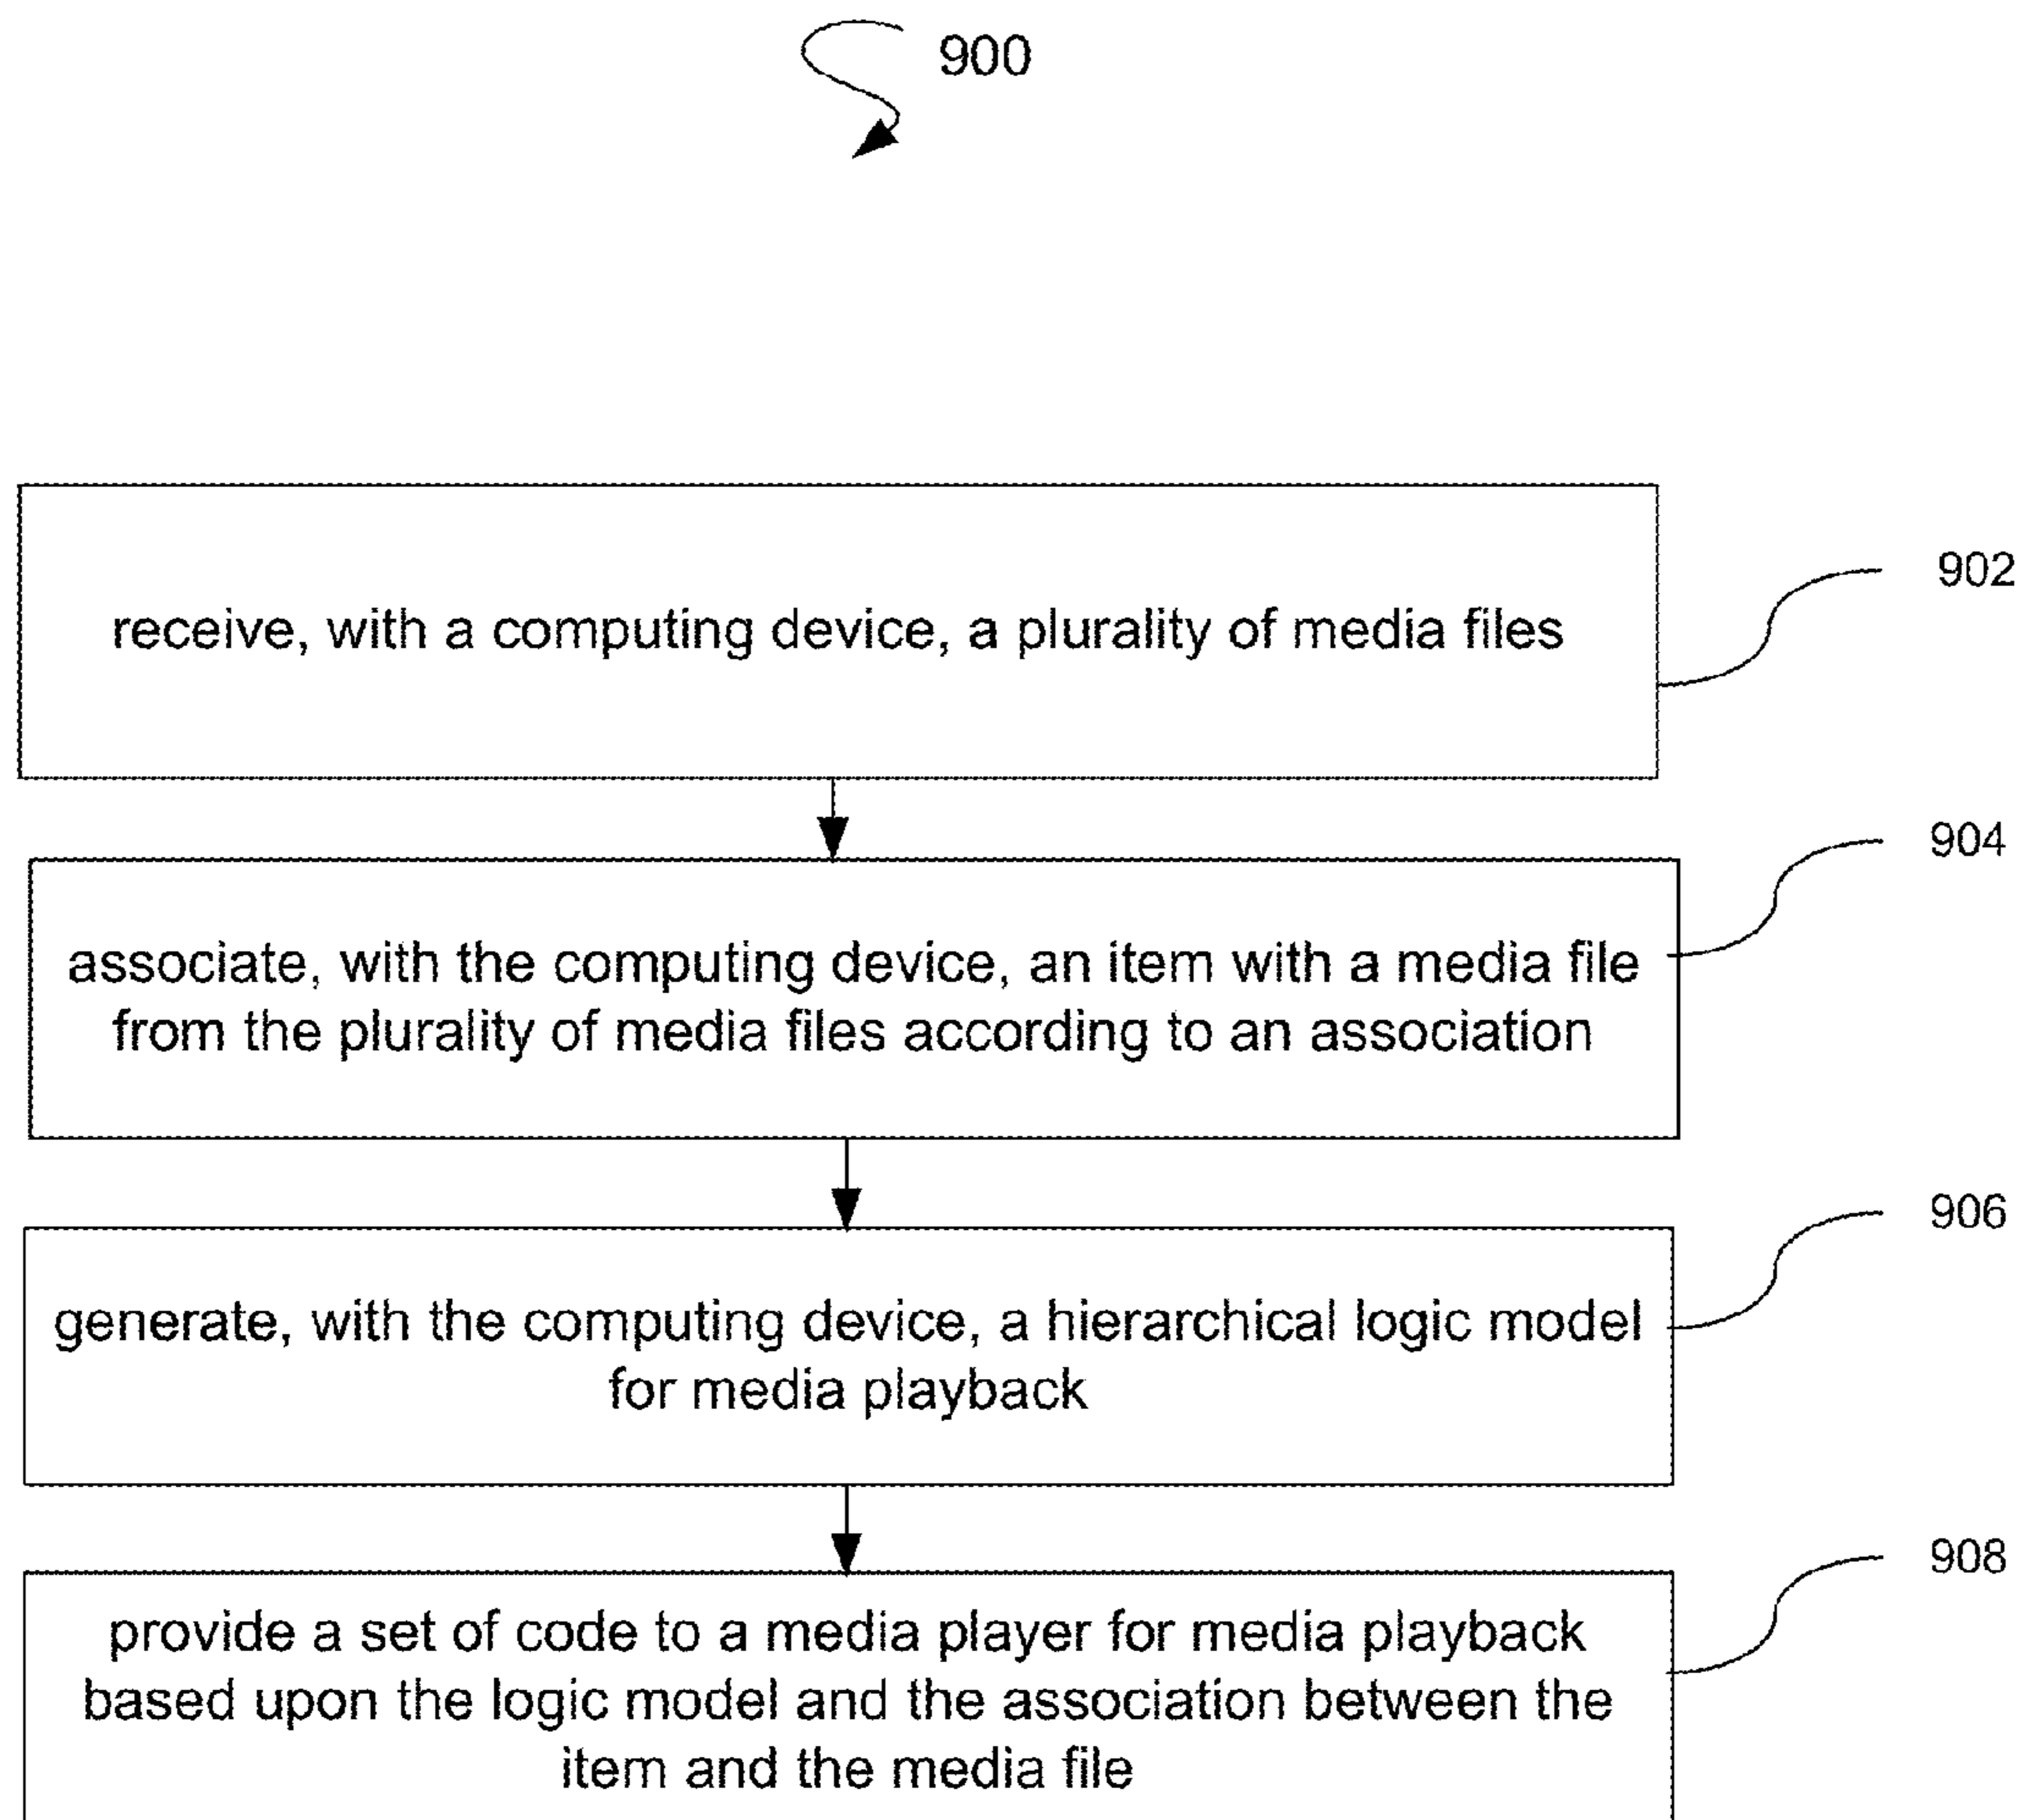 900
receive, with a computing device, a plurality of media files
902
904
associate, with the computing device, an item with a media file
from the plurality of media files according to an association
906
generate, with the computing device, a hierarchical logic model
for media playback
908
provide a set of code to a media player for media playback
based upon the logic model and the association between the
item and the media file